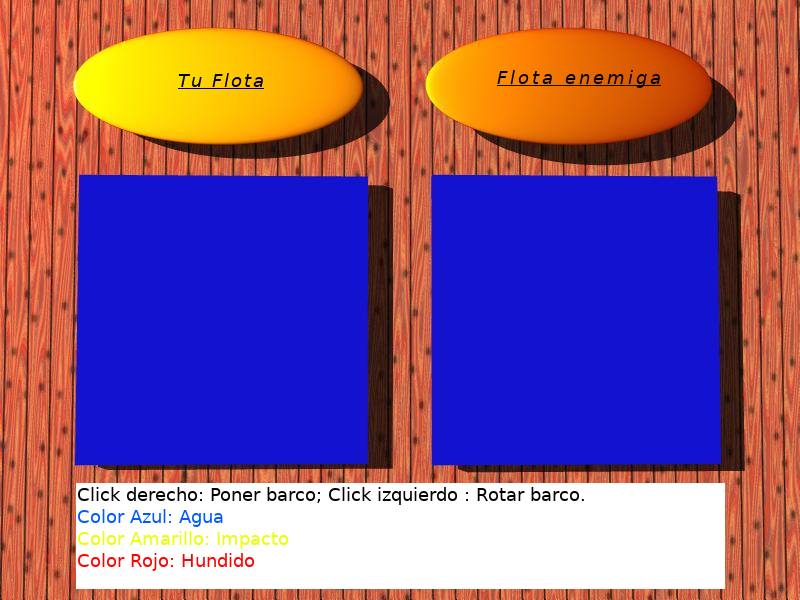 Tu Flota
Flota enemiga
Click derecho: Poner barco; Click izquierdo : Rotar barco.
Color Azul: Agua
Color Amarillo: Impacto
Color Rojo: Hundido